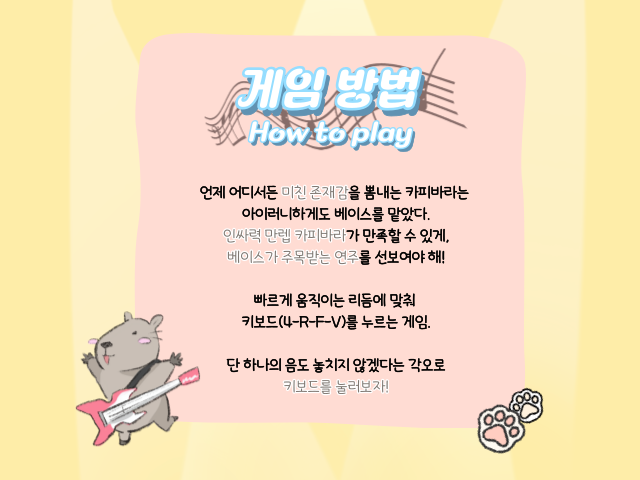 게임 방법
How to play
언제 어디서든 미친 존재감을 뽐내는 카피바라는
아이러니하게도 베이스를 맡았다.
인싸력 만렙 카피바라가 만족할 수 있게,
베이스가 주목받는 연주를 선보여야 해!
빠르게 움직이는 리듬에 맞춰
키보드(4-R-F-V)를 누르는 게임.
단 하나의 음도 놓치지 않겠다는 각오로
키보드를 눌러보자!